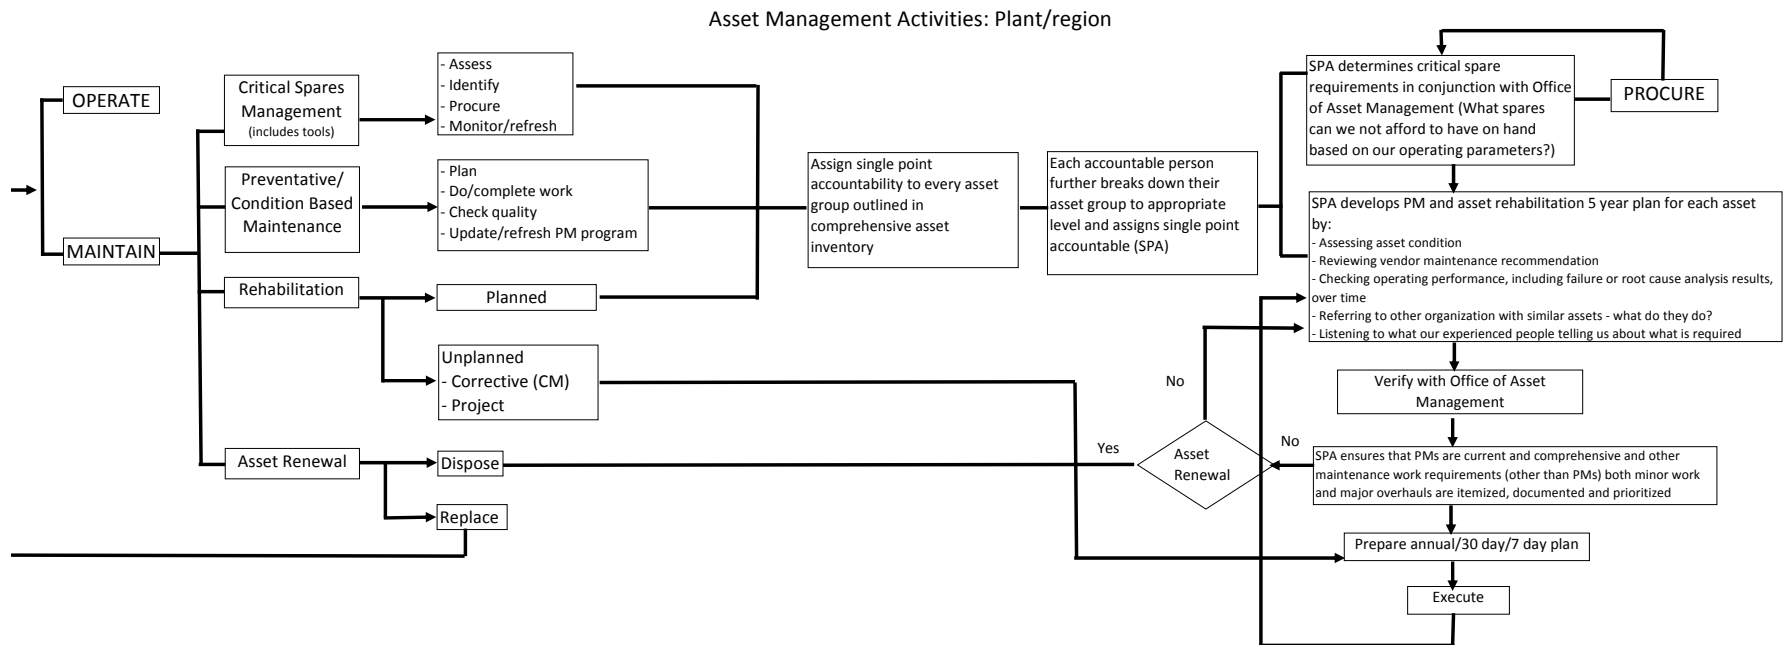 Asset Management Activities: Plant/region
OPERATE
MAINTAIN
Critical Spares
Management
(includes tools)
- Assess
- Identify
- Procure
- Monitor/refresh
Preventative/
Condition Based
Maintenance
- Plan
- Do/complete work
- Check quality
- Update/refresh PM program
Rehabilitation
Planned
Unplanned
- Corrective (CM)
- Project
Asset Renewal
Dispose
Replace
Assign single point
accountability to every asset
group outlined in
comprehensive asset
inventory
Each accountable person
further breaks down their
asset group to appropriate
level and assigns single point
accountable (SPA)
SPA determines critical spare
requirements in conjunction with Office
of Asset Management (What spares
can we not afford to have on hand
based on our operating parameters?)
PROCURE
SPA develops PM and asset rehabilitation 5 year plan for each asset
by:
- Assessing asset condition
- Reviewing vendor maintenance recommendation
- Checking operating performance, including failure or root cause analysis results,
over time
- Referring to other organization with similar assets - what do they do?
- Listening to what our experienced people telling us about what is required
Verify with Office of Asset
Management
No
Yes
Asset
Renewal
No
SPA ensures that PMs are current and comprehensive and other
maintenance work requirements (other than PMs) both minor work
and major overhauls are itemized, documented and prioritized
Prepare annual/30 day/7 day plan
Execute